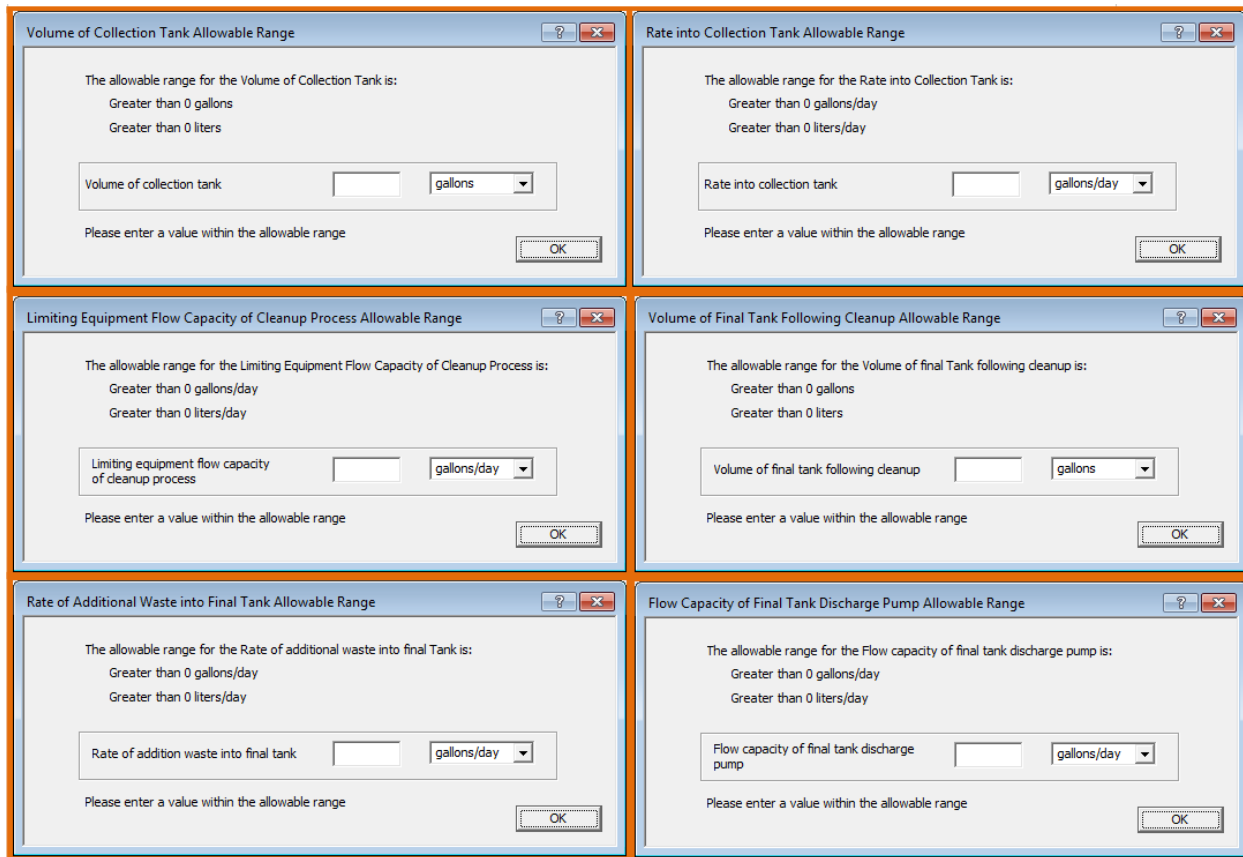 Volume of Collection Tank Allowable Range
The allowable range for the Volume of Collection Tank is:
Greater than 0 gallons
Greater than 0 liters
Volume of collection tank
gallons
Please enter a value within the allowable range
OK
Rate into Collection Tank Allowable Range
The allowable range for the Rate into Collection Tank is:
Greater than 0 gallons/day
Greater than 0 liters/day
Rate into collection tank
gallons/day
Please enter a value within the allowable range
OK
Limiting Equipment Flow Capacity of Cleanup Process Allowable Range
The allowable range for the Limiting Equipment Flow Capacity of Cleanup Process is:
Greater than 0 gallons/day
Greater than 0 liters/day
Limiting equipment flow capacity
of cleanup process
gallons/day
Please enter a value within the allowable range
OK
Volume of Final Tank Following Cleanup Allowable Range
The allowable range for the Volume of final Tank following cleanup is:
Greater than 0 gallons
Greater than 0 liters
Volume of final tank following cleanup
gallons
Please enter a value within the allowable range
OK
Rate of Additional Waste into Final Tank Allowable Range
The allowable range for the Rate of additional waste into final Tank is:
Greater than 0 gallons/day
Greater than 0 liters/day
Rate of addition waste into final tank
gallons/day
Please enter a value within the allowable range
OK
Flow Capacity of Final Tank Discharge Pump Allowable Range
The allowable range for the Flow capacity of final tank discharge pump is:
Greater than 0 gallons/day
Greater than 0 liters/day
Flow capacity of final tank discharge
pump
gallons/day
Please enter a value within the allowable range
OK